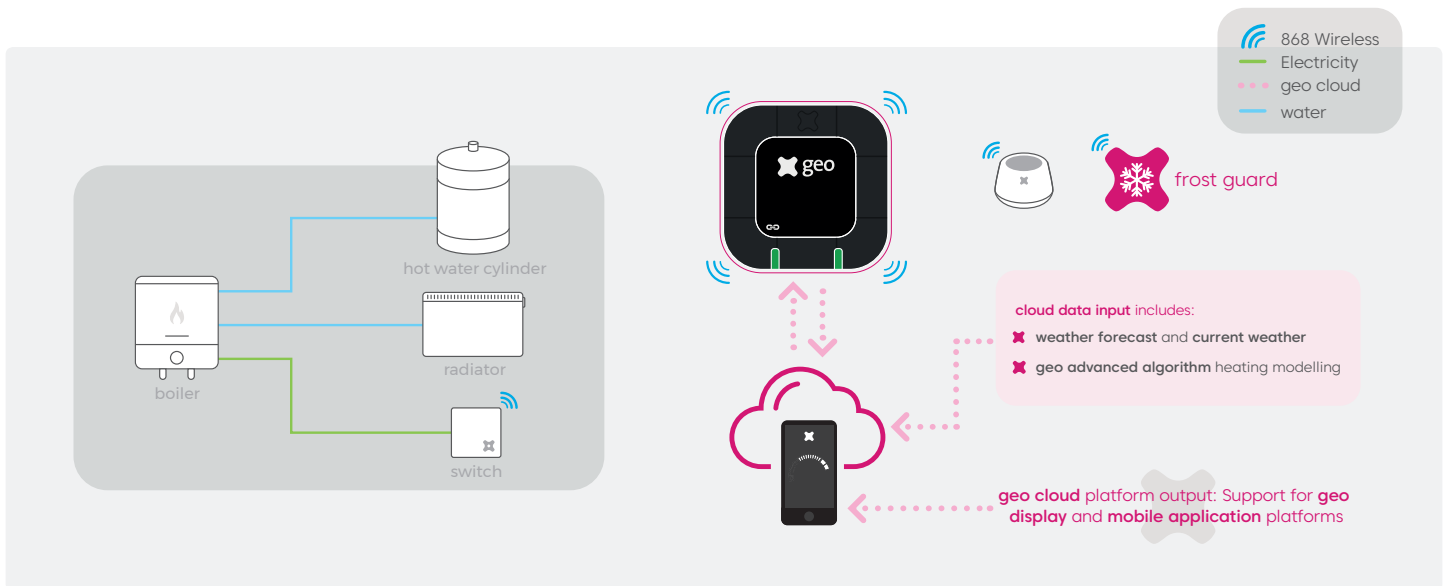 868 Wireless
Electricity
geo cloud
water
hot water cylinder
radiator
boiler
switch
geo
frost guard
cloud data input includes:
weather forecast and current weather
geo advanced algorithm heating modelling
geo cloud platform output: Support for geo
display and mobile application platforms